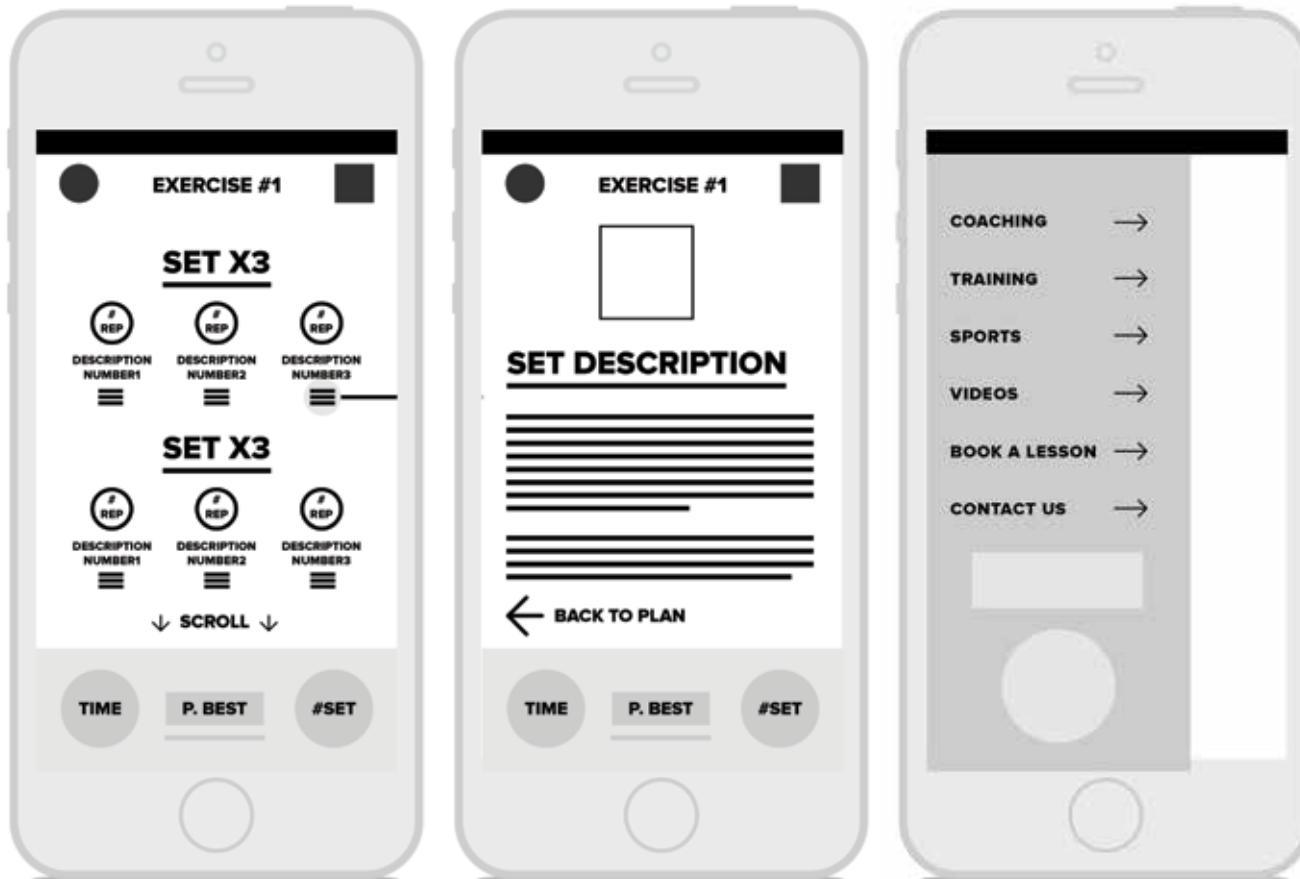 EXERCISE #1
SET X3
#
REP
#
REP
#
REP
DESCRIPTION
NUMBER1
DESCRIPTION
NUMBER2
DESCRIPTION
NUMBER3
SET X3
#
REP
#
REP
#
REP
DESCRIPTION
NUMBER1
DESCRIPTION
NUMBER2
DESCRIPTION
NUMBER3
↓ SCROLL ↓
TIME
P. BEST
#SET
EXERCISE #1
SET DESCRIPTION
← BACK TO PLAN
TIME
P. BEST
#SET
COACHING →
TRAINING →
SPORTS →
VIDEOS →
BOOK A LESSON →
CONTACT US →